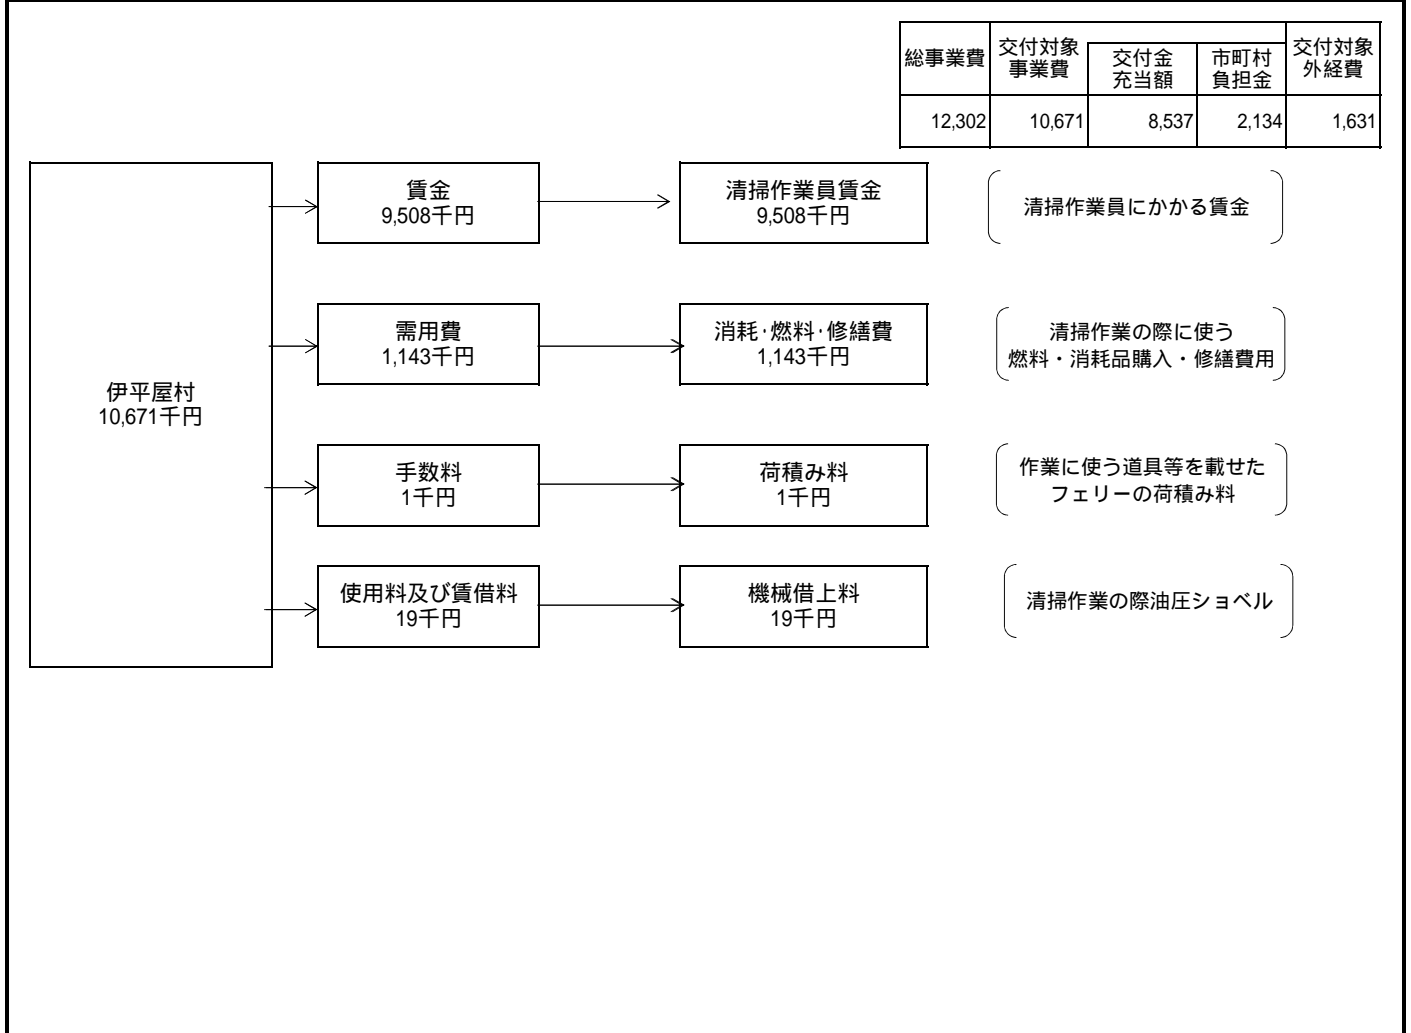 総事業費
交付対象
事業費
交付金
充当額
市町村
負担金
交付対象
外経費
12,302
10,671
8,537
2,134
1,631
伊平屋村
10,671千円
賃金
9,508千円
清掃作業員賃金
9,508千円
清掃作業員にかかる賃金
需用費
1,143千円
消耗・燃料・修繕費
1,143千円
清掃作業の際に使う
燃料・消耗品購入・修繕費用
手数料
1千円
荷積み料
1千円
作業に使う道具等を載せた
フェリーの荷積み料
使用料及び賃借料
19千円
機械借上料
19千円
清掃作業の際油圧ショベル